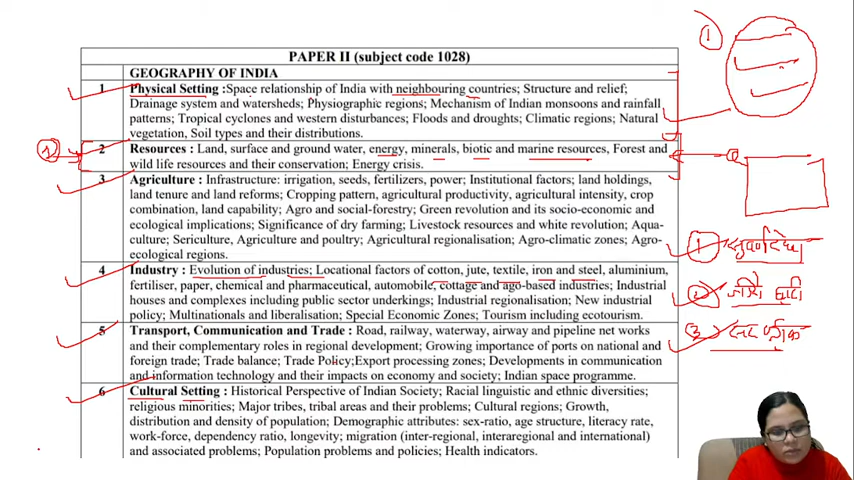 PAPER II (subject code 1028)
GEOGRAPHY OF INDIA
1 Physical Setting :Space relationship of India with neighbouring countries; Structure and relief;
Drainage system and watersheds; Physiographic regions; Mechanism of Indian monsoons and rainfall
patterns; Tropical cyclones and western disturbances; Floods and droughts; Climatic regions; Natural
vegetation, Soil types and their distributions.
2 Resources : Land, surface and ground water, energy, minerals, biotic and marine resources, Forest and
wild life resources and their conservation; Energy crisis.
3 Agriculture : Infrastructure: irrigation, seeds, fertilizers, power; Institutional factors; land holdings,
land tenure and land reforms; Cropping pattern, agricultural productivity, agricultural intensity, crop
combination, land capability; Agro and social-forestry; Green revolution and its socio-economic and
ecological implications; Significance of dry farming; Livestock resources and white revolution; Aqua-
culture; Sericulture, Agriculture and poultry; Agricultural regionalisation; Agro-climatic zones; Agro-
ecological regions.
4 Industry : Evolution of industries; Locational factors of cotton, jute, textile, iron and steel, aluminium,
fertiliser, paper, chemical and pharmaceutical, automobile, cottage and ago-based industries; Industrial
houses and complexes including public sector underkings; Industrial regionalisation; New industrial
policy; Multinationals and liberalisation; Special Economic Zones; Tourism including ecotourism.
5 Transport, Communication and Trade : Road, railway, waterway, airway and pipeline net works
and their complementary roles in regional development; Growing importance of ports on national and
foreign trade; Trade balance; Trade Policy;Export processing zones; Developments in communication
and information technology and their impacts on economy and society; Indian space programme.
6 Cultural Setting : Historical Perspective of Indian Society; Racial linguistic and ethnic diversities;
religious minorities; Major tribes, tribal areas and their problems; Cultural regions; Growth,
distribution and density of population; Demographic attributes: sex-ratio, age structure, literacy rate,
work-force, dependency ratio, longevity; migration (inter-regional, interaregional and international)
and associated problems; Population problems and policies; Health indicators.
1
1
2
3